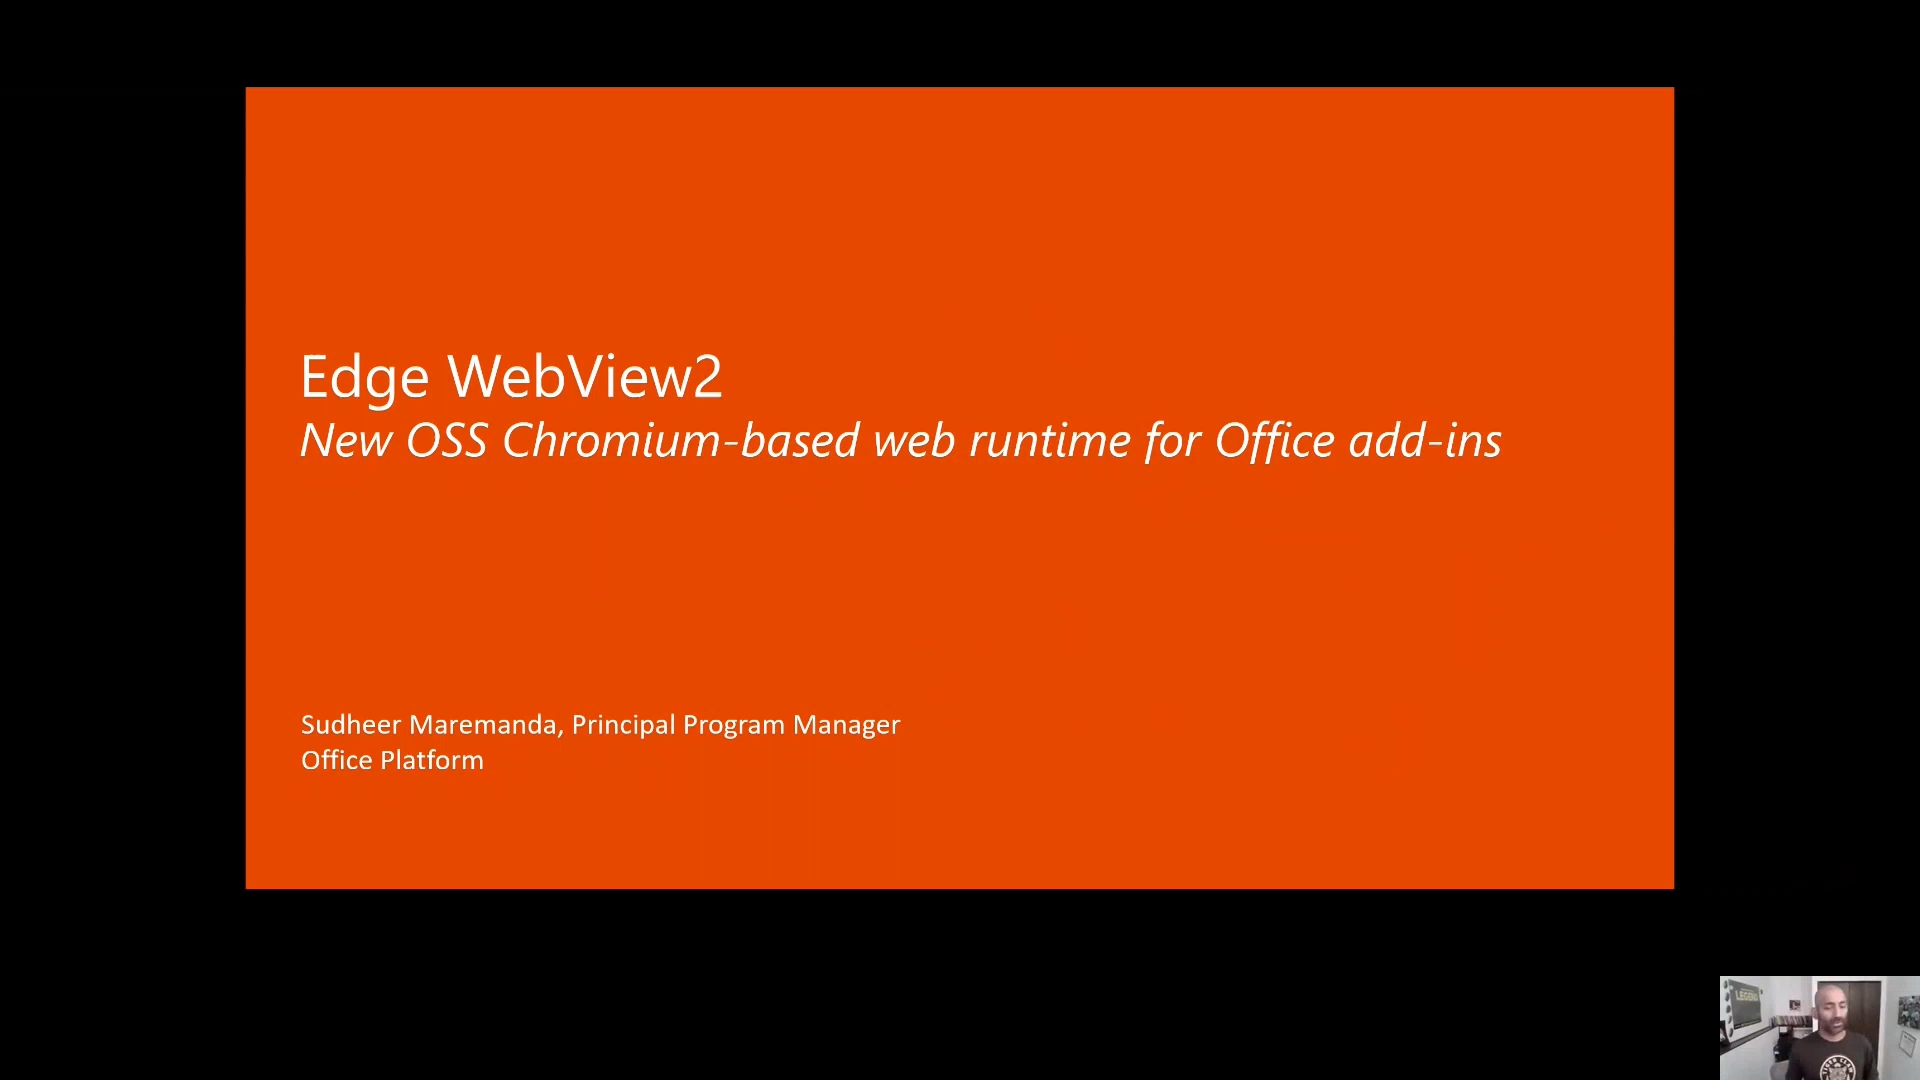 Edge WebView2
New OSS Chromium-based web runtime for Office add-ins
Sudheer Maremanda, Principal Program Manager
Office Platform
LEGEND